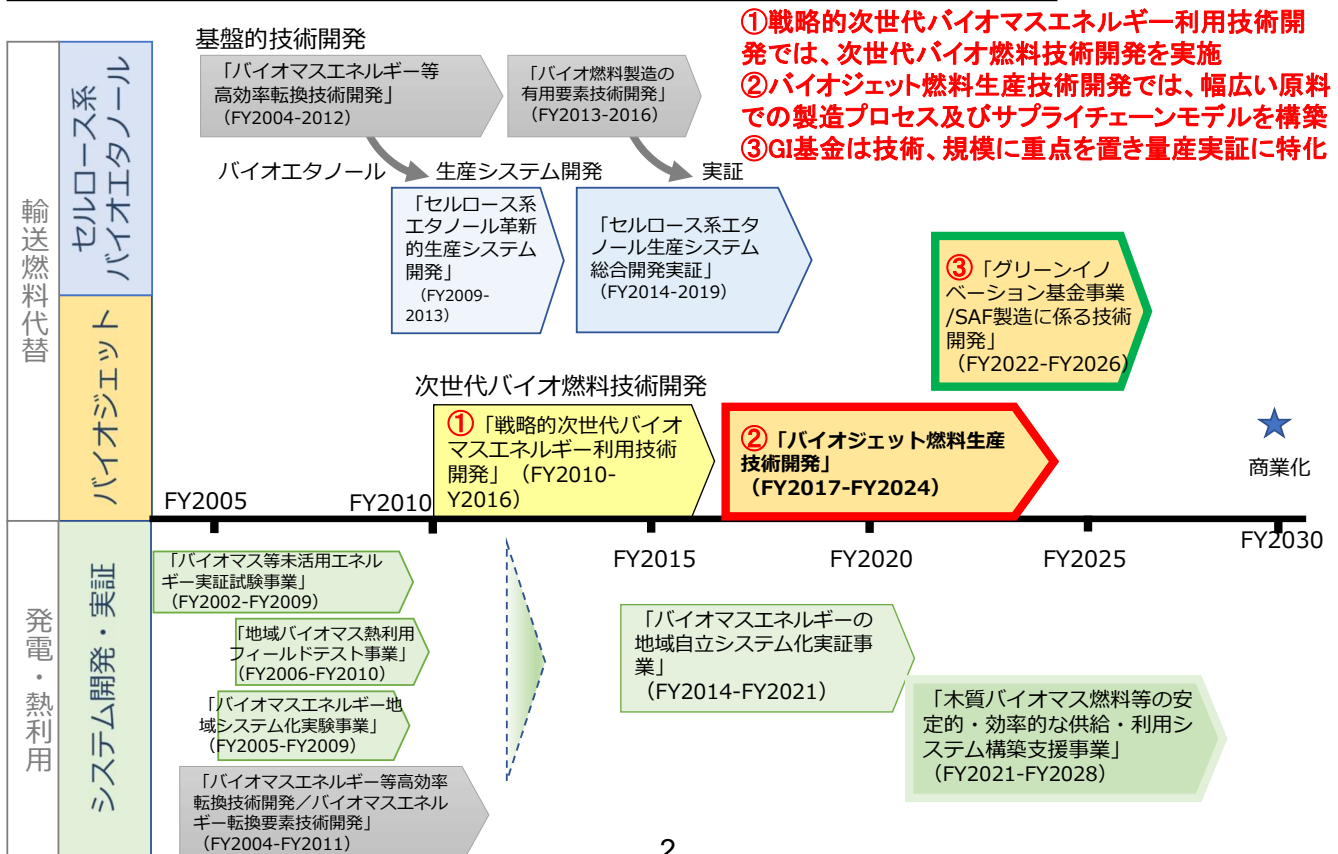 ①戦略的次世代バイオマスエネルギー利用技術開
発では、次世代バイオ燃料技術開発を実施
②バイオジェット燃料生産技術開発では、幅広い原料
での製造プロセス及びサプライチェーンモデルを構築
③GI基金は技術、規模に重点を置き量産実証に特化
輸送燃料代替
セルロース系
バイオエタノール
基盤的技術開発
「バイオマスエネルギー等
高効率転換技術開発」
（FY2004-2012）
「バイオ燃料製造の
有用要素技術開発」
（FY2013-2016）
バイオエタノール
生産システム開発
実証
「セルロース系
エタノール革新
的生産システム
開発」
（FY2009-
2013）
「セルロース系エタ
ノール生産システム
総合開発実証」
（FY2014-2019）
③「グリーンイノ
ベーション基金事業
/SAF製造に係る技術
開発」
（FY2022-FY2026）
バイオジェット
次世代バイオ燃料技術開発
①「戦略的次世代バイオ
マスエネルギー利用技術
開発」（FY2010-
Y2016）
②「バイオジェット燃料生産
技術開発」
（FY2017-FY2024）
商業化
FY2005
FY2010
FY2015
FY2020
FY2025
FY2030
発電・熱利用
システム開発・実証
「バイオマス等未活用エネル
ギー実証試験事業」
（FY2002-FY2009）
「地域バイオマス熱利用
フィールドテスト事業」
（FY2006-FY2010）
「バイオマスエネルギー地
域システム化実験事業」
（FY2005-FY2009）
「バイオマスエネルギー等高効率
転換技術開発／バイオマスエネル
ギー転換要素技術開発」
（FY2004-FY2011）
「バイオマスエネルギーの
地域自立システム化実証事
業」
（FY2014-FY2021）
「木質バイオマス燃料等の安
定的・効率的な供給・利用シ
ステム構築支援事業」
（FY2021-FY2028）
2